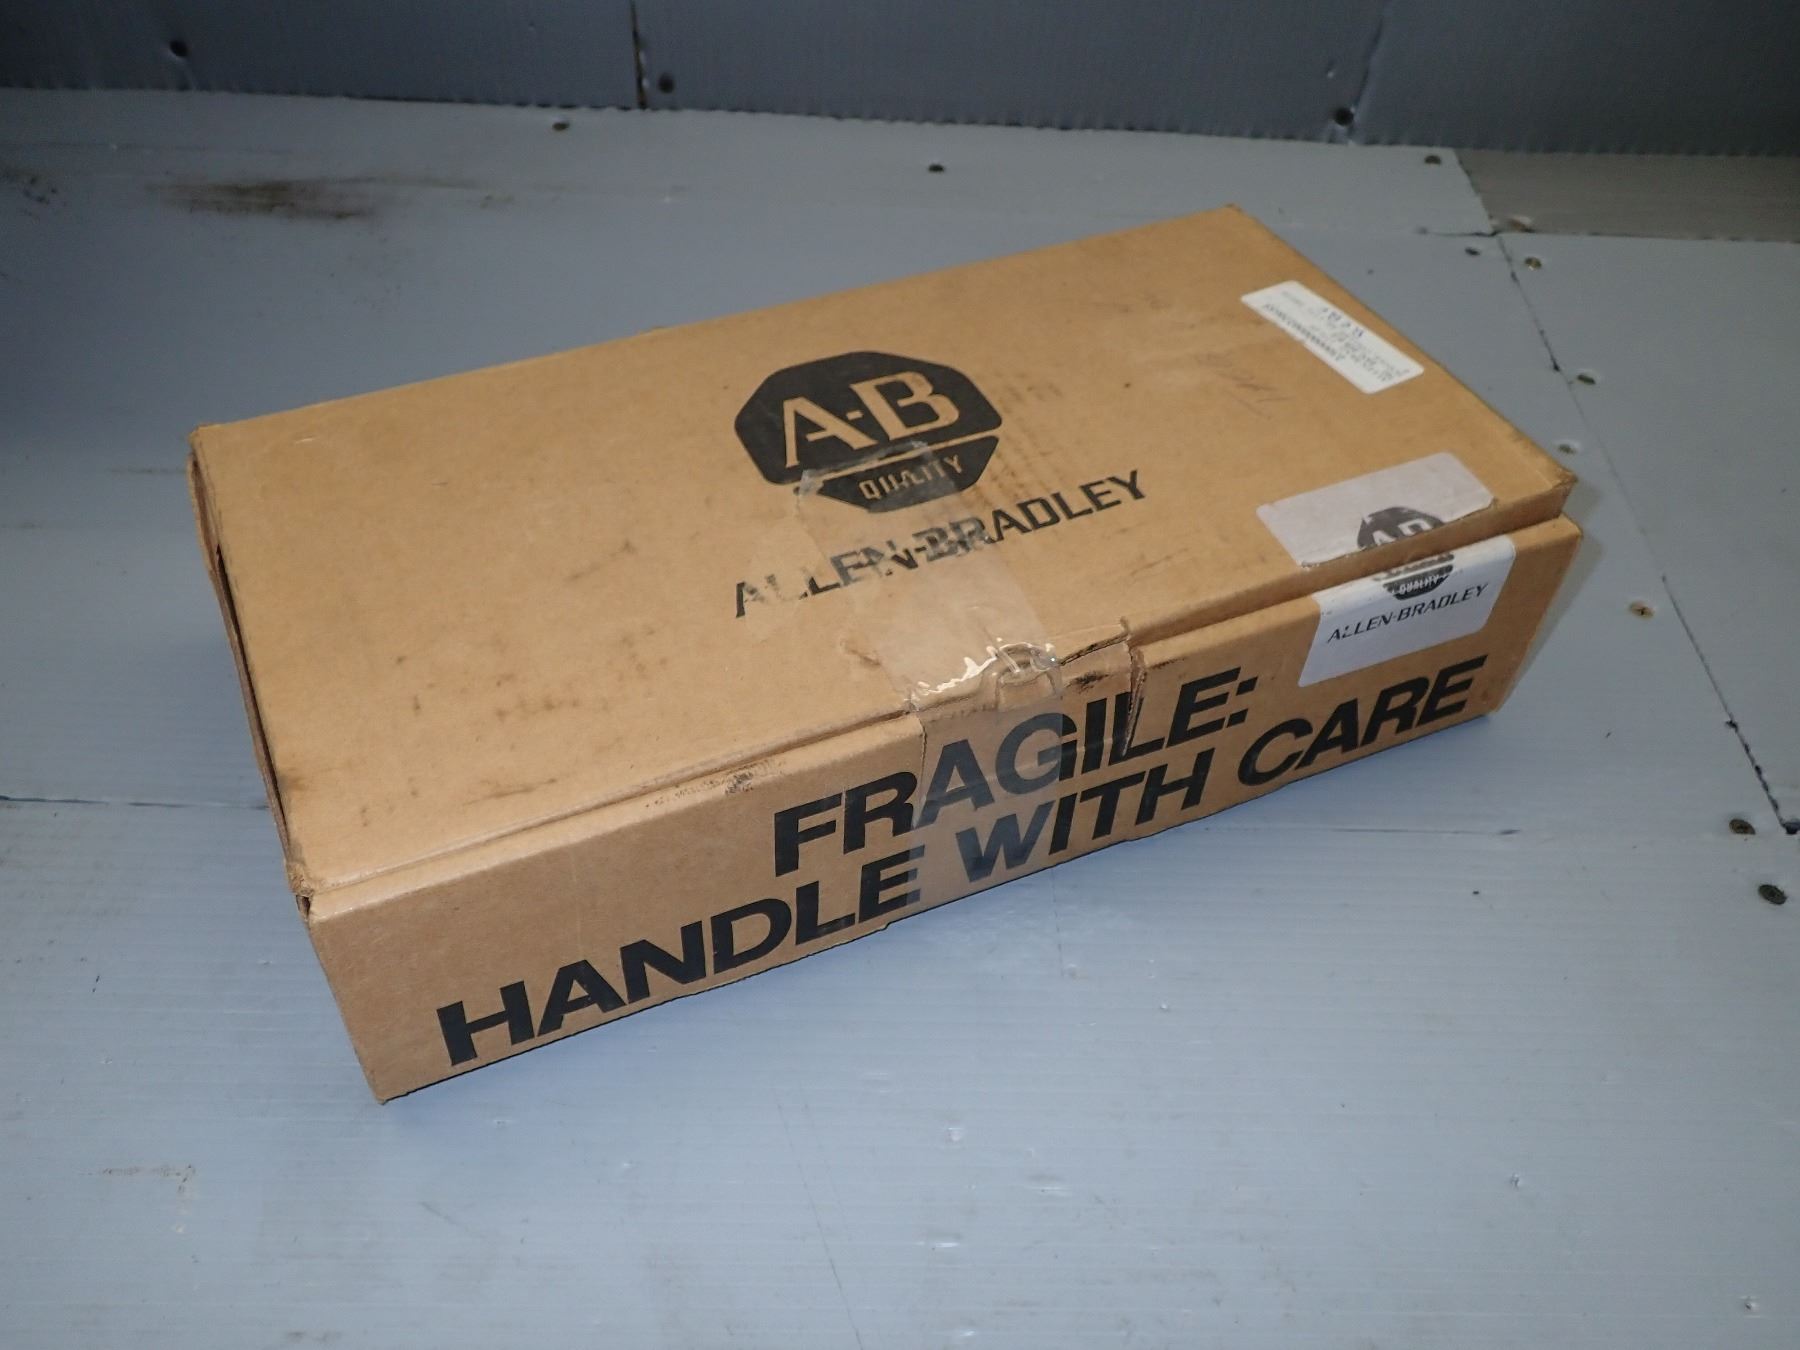 A-B
QUALITY
ALLEN-BRADLEY
A-B
QUALITY
ALLEN-BRADLEY
FRAGILE:
HANDLE WITH CARE